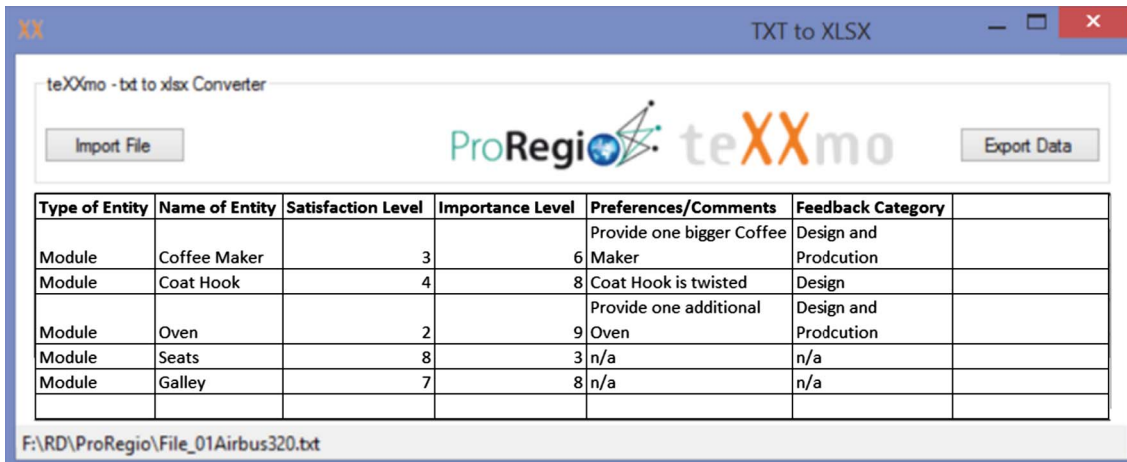 XX
TXT to XLSX
teXXmo - txt to xlsx Converter
Import File
ProRegio
teXXmo
Export Data
Type of Entity Name of Entity Satisfaction Level Importance Level Preferences/Comments Feedback Category
Provide one bigger Coffee Design and
Module Coffee Maker 3 6 Maker Prodcution
Module Coat Hook 4 8 Coat Hook is twisted Design
Provide one additional Design and
Module Oven 2 9 Oven Prodcution
Module Seats 8 3 n/a n/a
Module Galley 7 8 n/a n/a
F:\RD\ProRegio\File_01Airbus320.txt